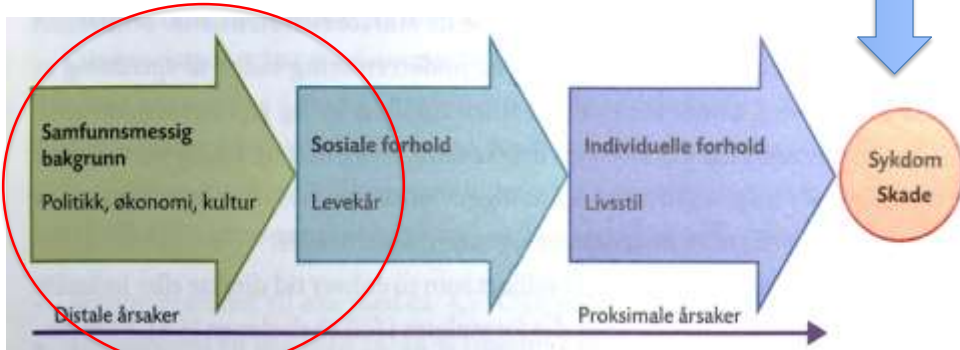 Samfunnsmessig
bakgrunn
Politikk, økonomi, kultur
Sosiale forhold
Levekår
Individuelle forhold
Livsstil
Sykdom
Skade
Distale årsaker
Proksimale årsaker